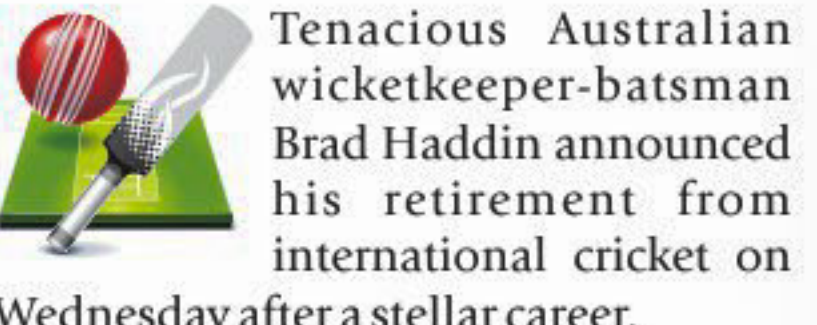 Tenacious Australian
wicketkeeper-batsman
Brad Haddin announced
his retirement from
international cricket on
Wednesday after a stellar career.